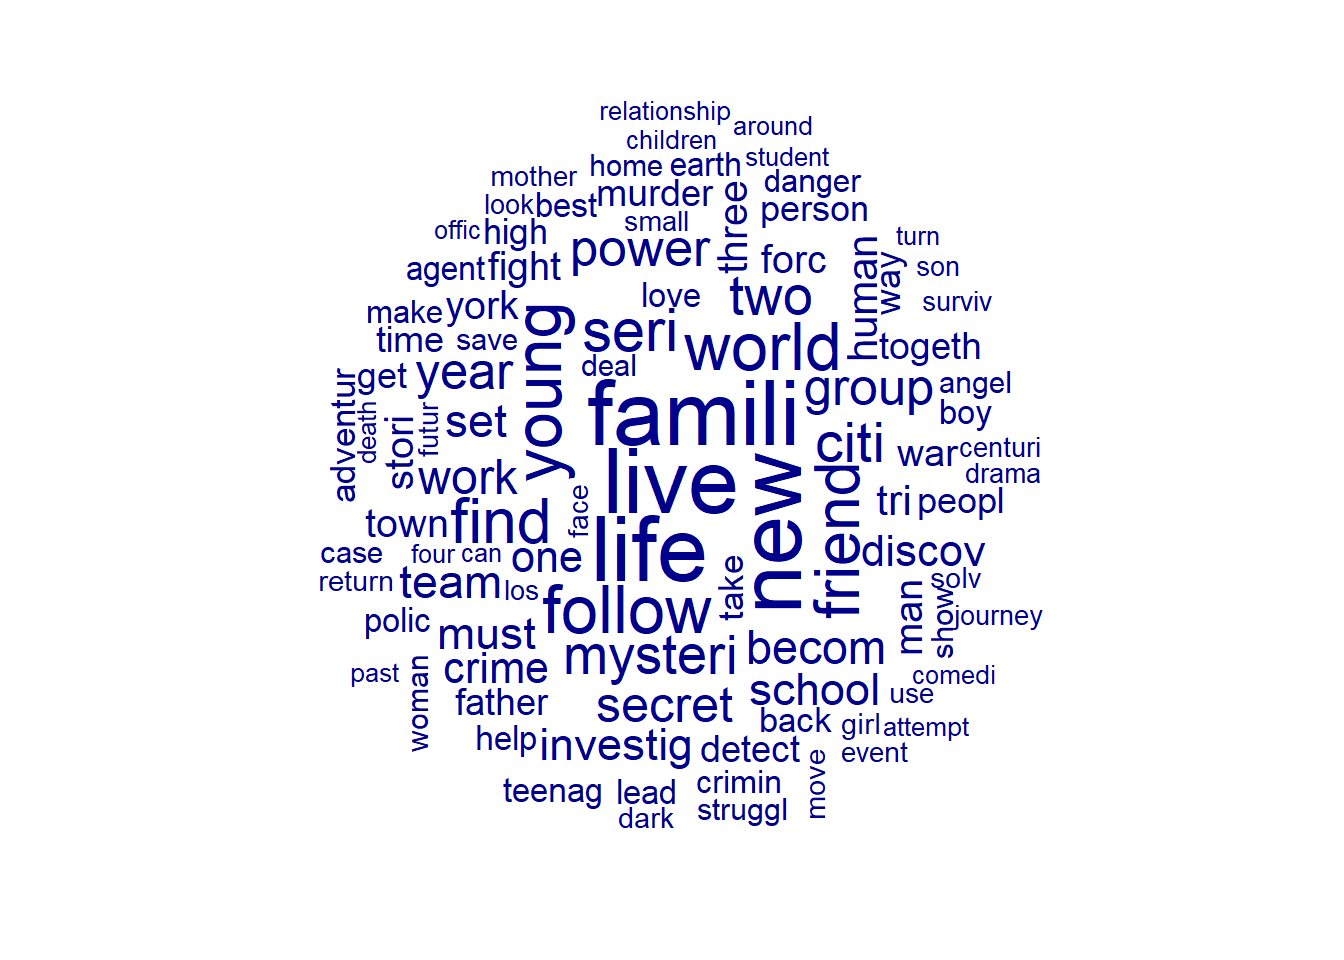 relationship
around
children
student
home earth
mother
murder
danger
look best
three
person
small
offic high
power
turn
agent fight
forc
human
way
son
love
two
surviv
make york
young
seri
world
togeth
time save
deal
get year
famili
group angel
adventur
death
stori
futur
set
boy
citi
war centuri
drama
work
live
new
friend
tri peopl
town find
face
case
four can
one
life
take
discov
return team los
follow
man
show
solv
journey
polic
must
mysteri
becom
past
woman
crime
comedi
father
secret
school use
back girl attempt
help investig detect
event
move
teenag lead
crimin
dark
struggl